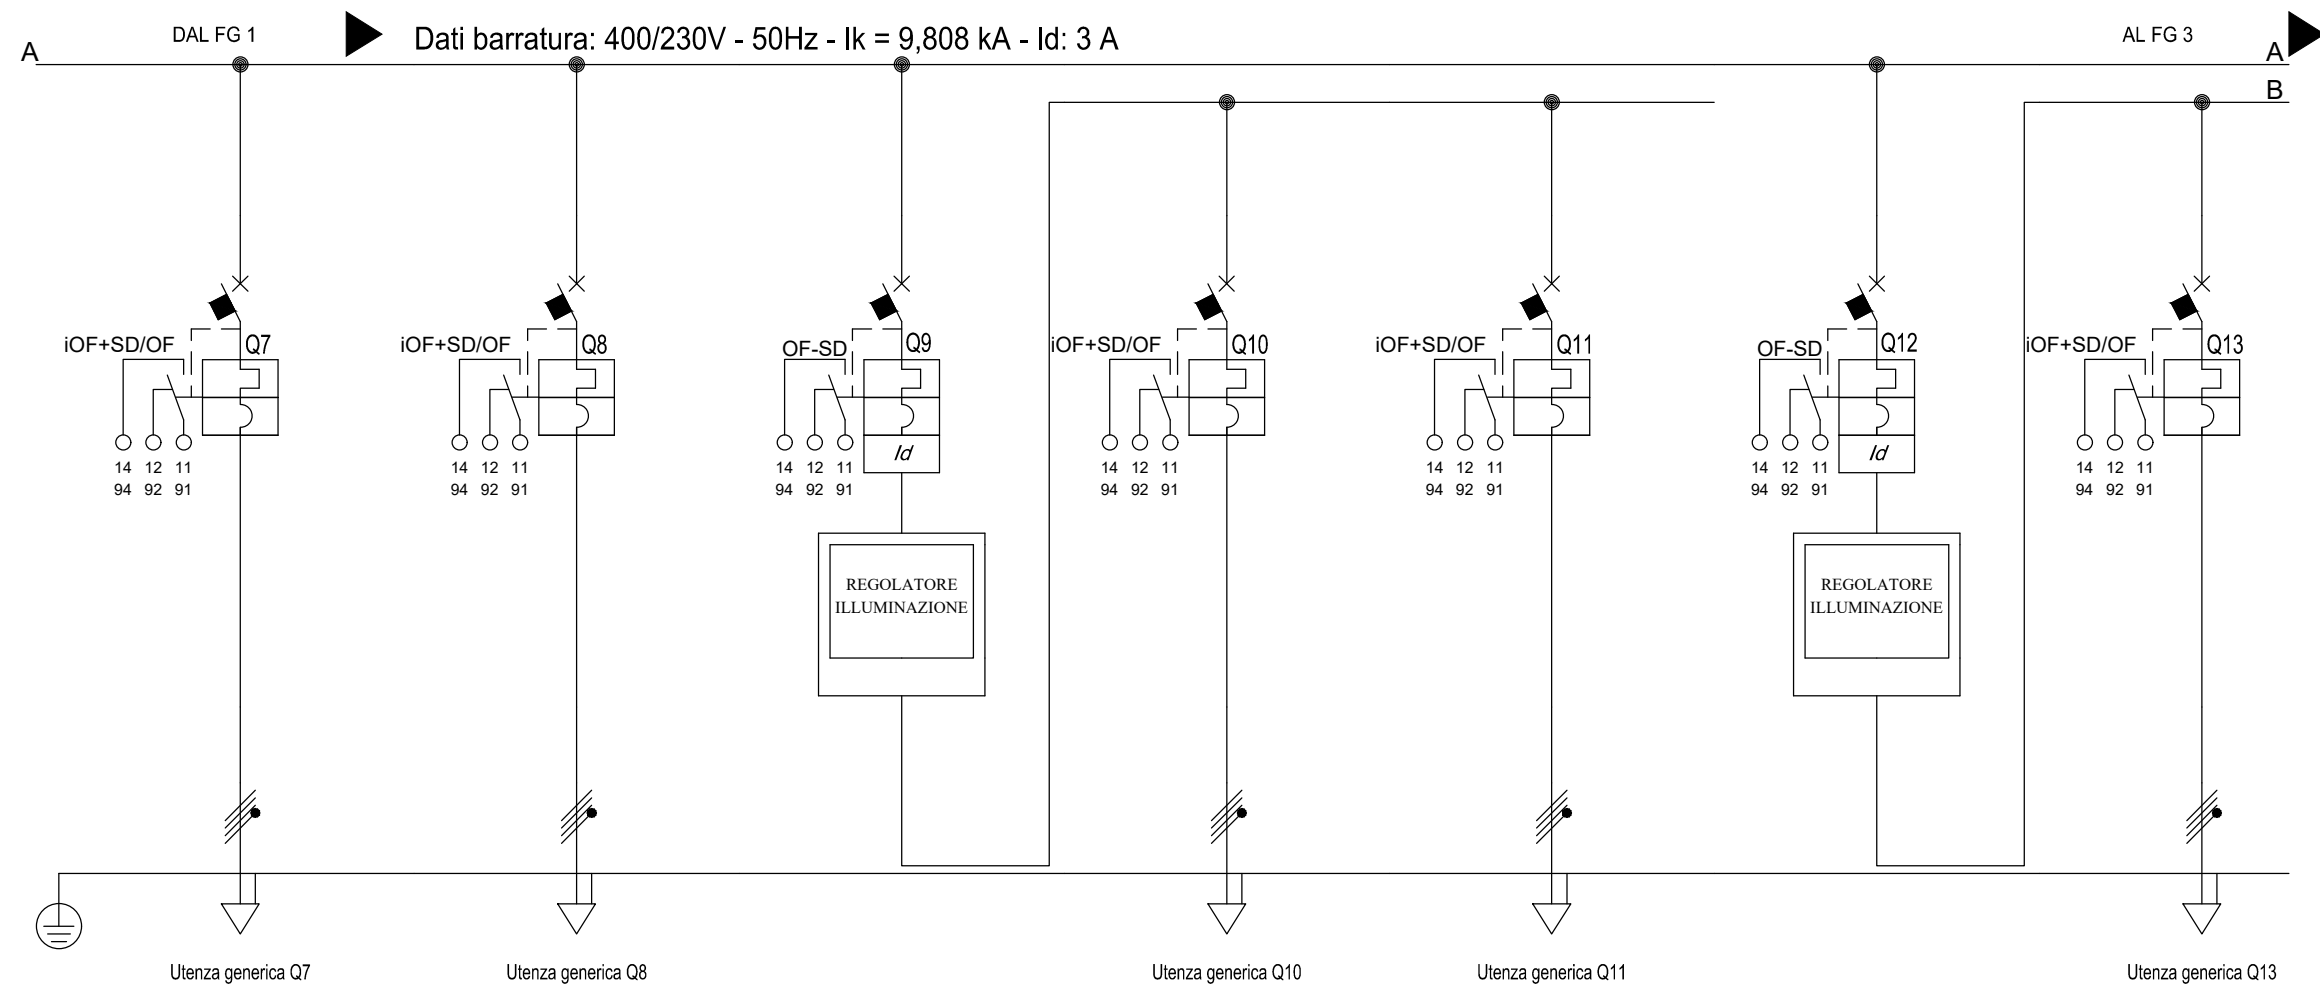 DAL FG 1
Dati barratura: 400/230V - 50Hz - Ik = 9,808 kA - Id: 3 A
AL FG 3
A
A
B
iOF+SD/OF
Q7
14 12 11
94 92 91
iOF+SD/OF
Q8
14 12 11
94 92 91
OF-SD
Q9
Id
14 12 11
94 92 91
REGOLATORE
ILLUMINAZIONE
iOF+SD/OF
Q10
14 12 11
94 92 91
iOF+SD/OF
Q11
14 12 11
94 92 91
OF-SD
Q12
Id
14 12 11
94 92 91
REGOLATORE
ILLUMINAZIONE
iOF+SD/OF
Q13
14 12 11
94 92 91
Utenza generica Q7
Utenza generica Q8
Utenza generica Q10
Utenza generica Q11
Utenza generica Q13